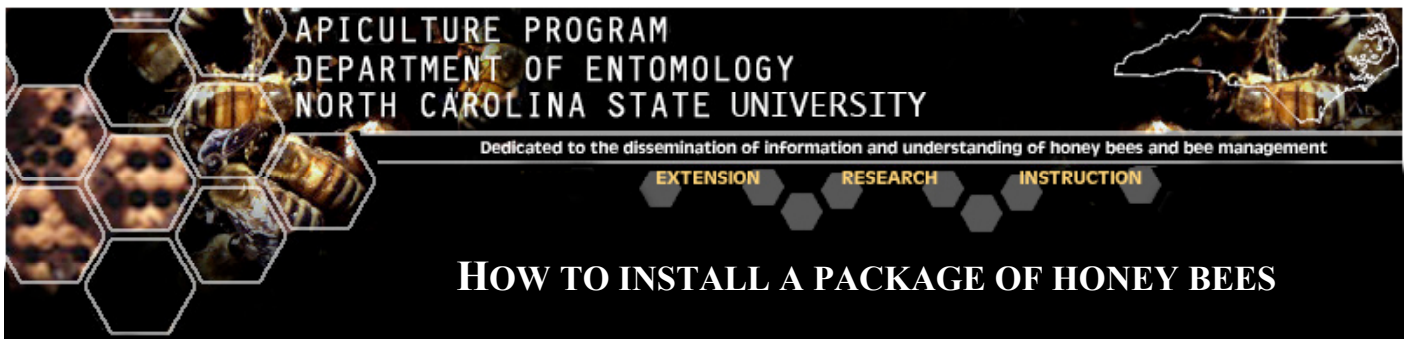 APICULTURE PROGRAM
DEPARTMENT OF ENTOMOLOGY
NORTH CAROLINA STATE UNIVERSITY
Dedicated to the dissemination of information and understanding of honey bees and bee management
EXTENSION RESEARCH INSTRUCTION
HOW TO INSTALL A PACKAGE OF HONEY BEES